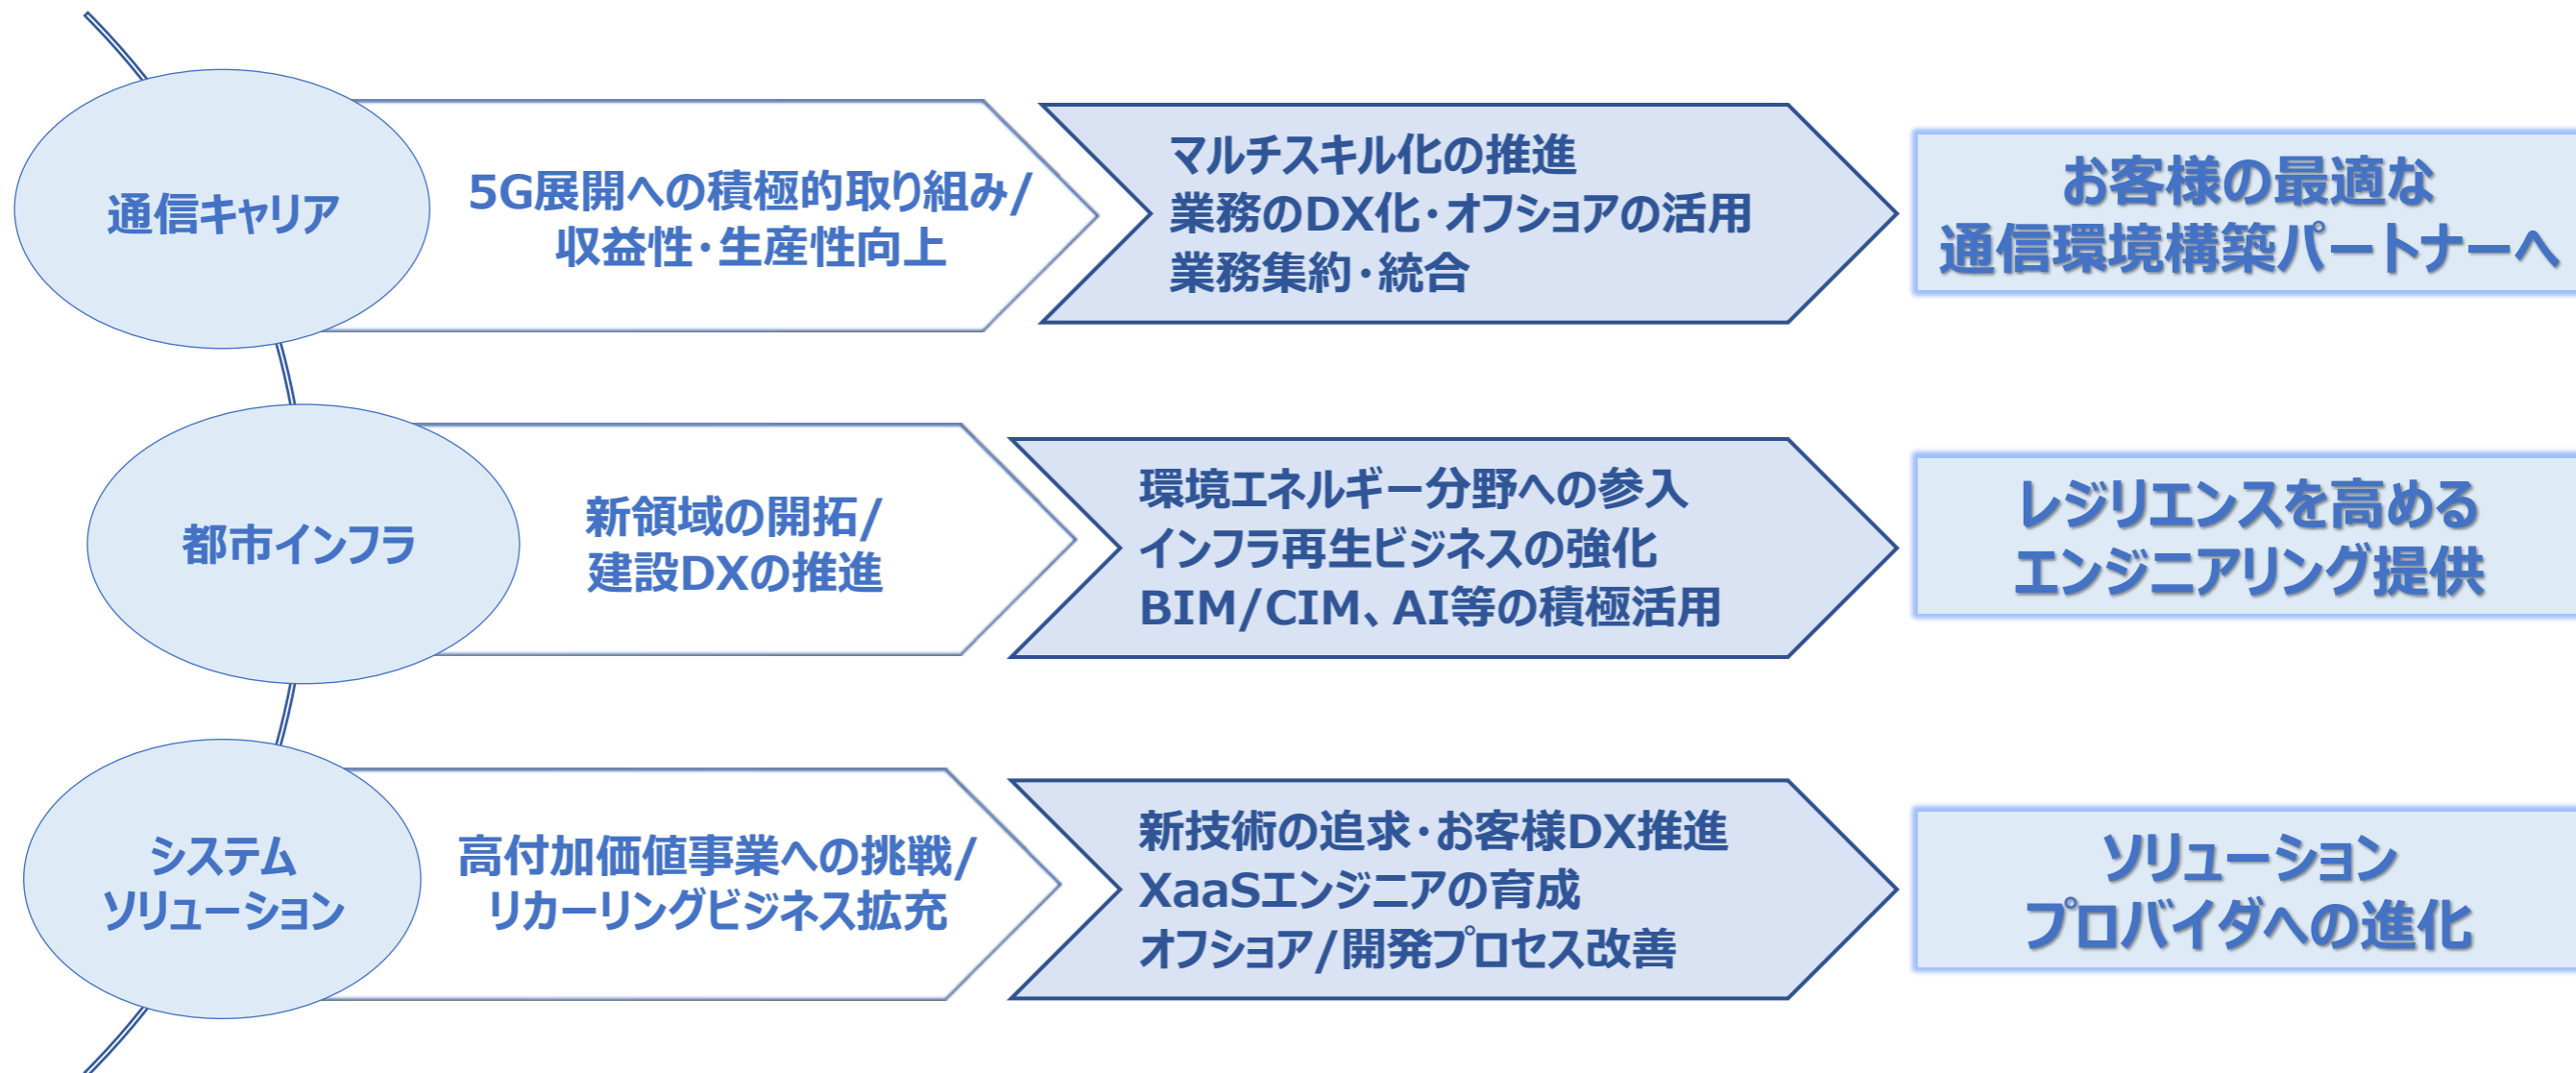 通信キャリア
5G展開への積極的取り組み/
収益性・生産性向上
マルチスキル化の推進
業務のDX化・オフショアの活用
業務集約・統合
お客様の最適な
通信環境構築パートナーへ
都市インフラ
新領域の開拓/
建設DXの推進
環境エネルギー分野への参入
インフラ再生ビジネスの強化
BIM/CIM、AI等の積極活用
レジリエンスを高める
エンジニアリング提供
システム
ソリューション
高付加価値事業への挑戦/
リカーリングビジネス拡充
新技術の追求・お客様DX推進
XaaSエンジニアの育成
オフショア/開発プロセス改善
ソリューション
プロバイダへの進化